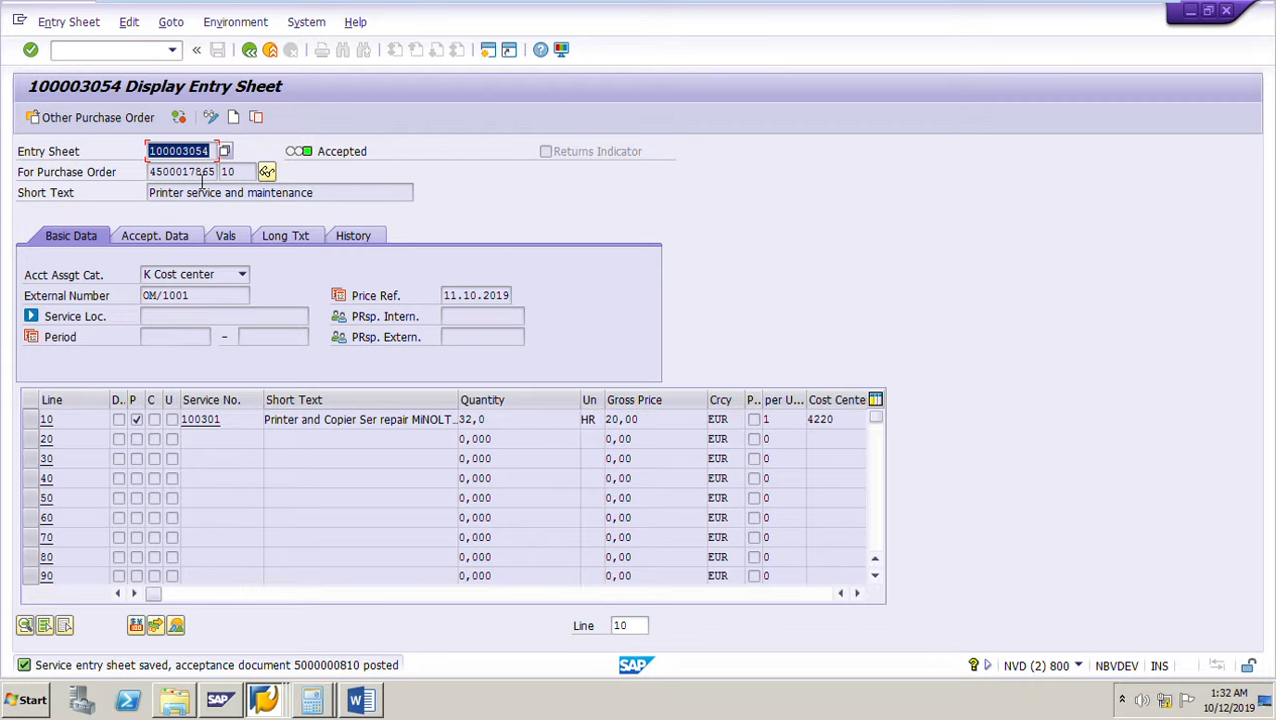 Entry Sheet Edit Goto Environment System Help
100003054 Display Entry Sheet
Other Purchase Order
Entry Sheet 100003054 Accepted Returns Indicator
For Purchase Order 4500017865 10
Short Text Printer service and maintenance
Basic Data Accept. Data Vals Long Txt History
Acct Assgt Cat. K Cost center
External Number OM/1001 Price Ref. 11.10.2019
Service Loc. PRsp. Intern.
Period – PRsp. Extern.
Line D.. P C U Service No. Short Text Quantity Un Gross Price Crcy P.. per U... Cost Cente
10 100301 Printer and Copier Ser repair MiNOLT... 32,0 HR 20,00 EUR 1 4220
20 0,000 0,00 EUR 0
30 0,000 0,00 EUR 0
40 0,000 0,00 EUR 0
50 0,000 0,00 EUR 0
60 0,000 0,00 EUR 0
70 0,000 0,00 EUR 0
80 0,000 0,00 EUR 0
90 0,000 0,00 EUR 0
Line 10
Service entry sheet saved, acceptance document 5000000810 posted SAP NVD (2) 800 NBVDEV INS
Start SAP 1:32 AM
10/12/2019